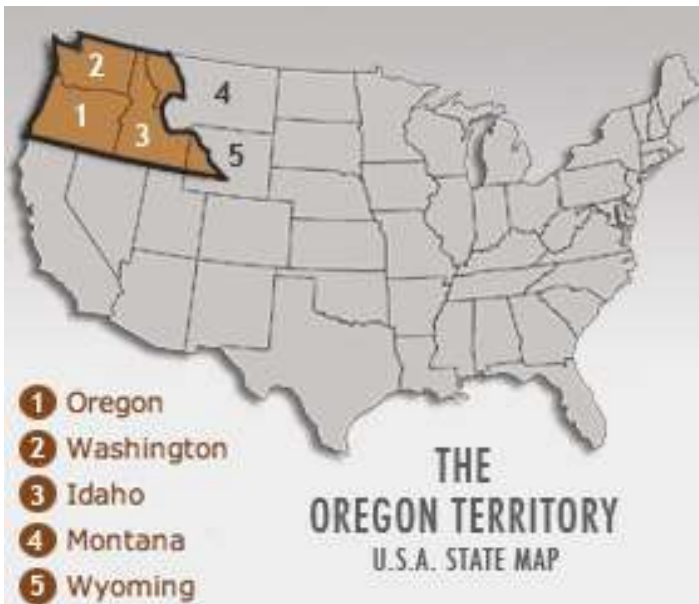 2
1
3
4
5
1 Oregon
2 Washington
3 Idaho
4 Montana
5 Wyoming
THE
OREGON TERRITORY
U.S.A. STATE MAP